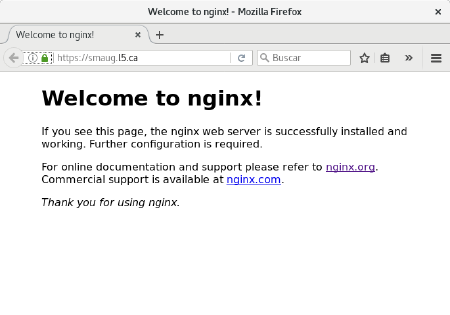 Welcome to nginx! - Mozilla Firefox
Welcome to nginx!
https://smaug.l5.ca
Buscar
Welcome to nginx!
If you see this page, the nginx web server is successfully installed and
working. Further configuration is required.
For online documentation and support please refer to nginx.org.
Commercial support is available at nginx.com.
Thank you for using nginx.